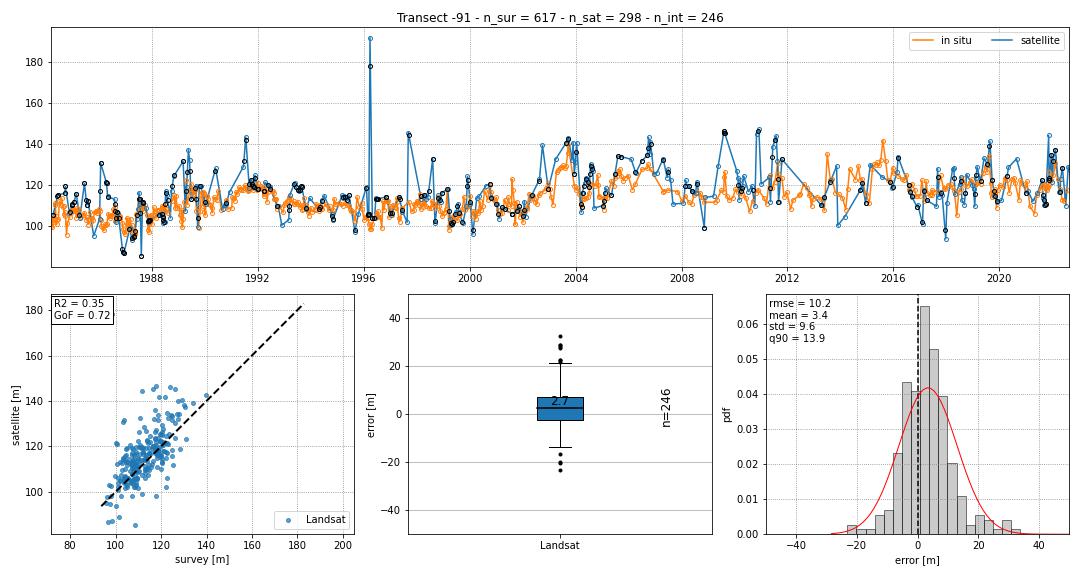 Transect -91 - n_sur = 617 - n_sat = 298 - n_int = 246
in situ
satellite
180
160
140
120
100
1988
1992
1996
2000
2004
2008
2012
2016
2020
R2 = 0.35
GoF = 0.72
satellite [m]
180
160
140
120
100
80
100
120
140
160
180
200
survey [m]
Landsat
error [m]
40
20
0
−20
−40
2.7
n=246
Landsat
rmse = 10.2
mean = 3.4
std = 9.6
q90 = 13.9
pdf
0.06
0.05
0.04
0.03
0.02
0.01
0.00
−40
−20
0
20
40
error [m]